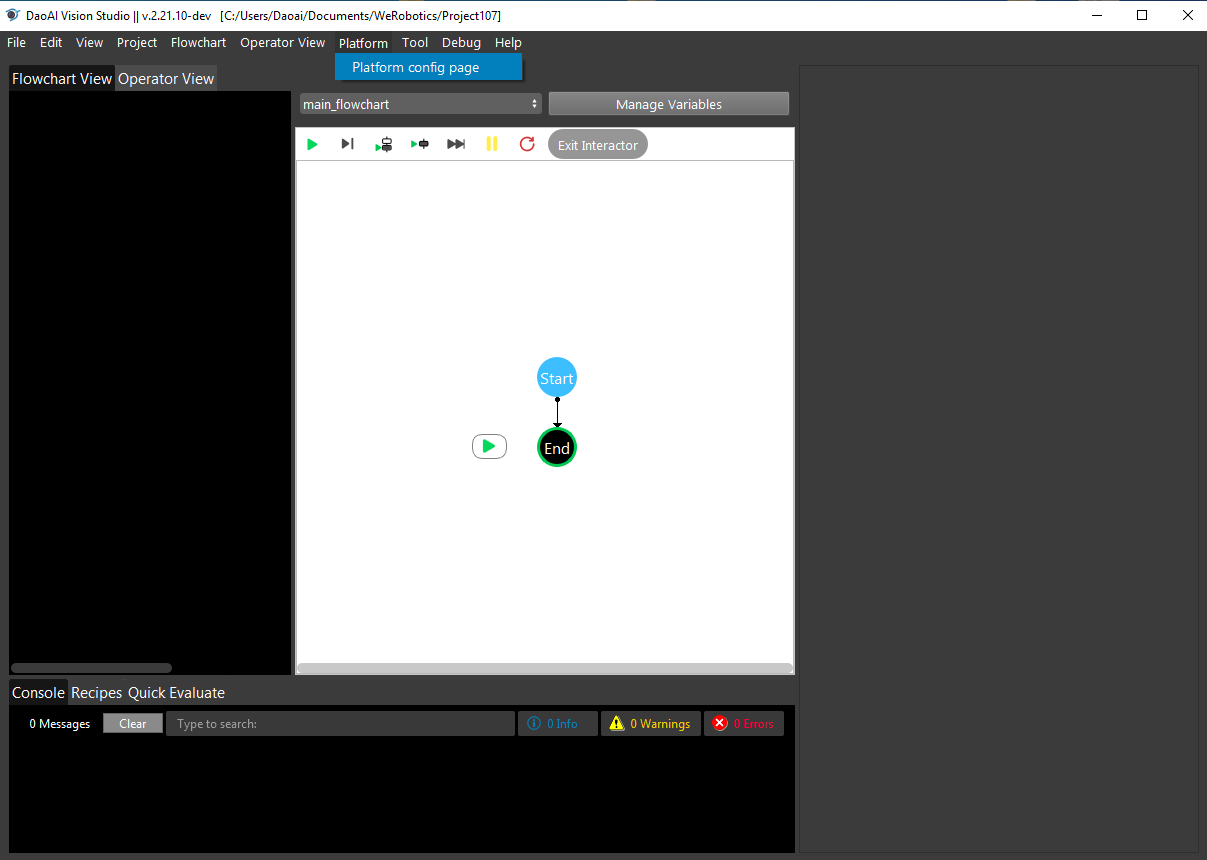 DaoAI Vision Studio || v.2.21.10-dev [C:/Users/Daoai/Documents/WeRobotics/Project107]
File Edit View Project Flowchart Operator View Platform Tool Debug Help
Platform config page
Flowchart View Operator View
main_flowchart Manage Variables
Exit Interactor
Start
End
Console Recipes Quick Evaluate
0 Messages Clear Type to search: 0 Info 0 Warnings 0 Errors